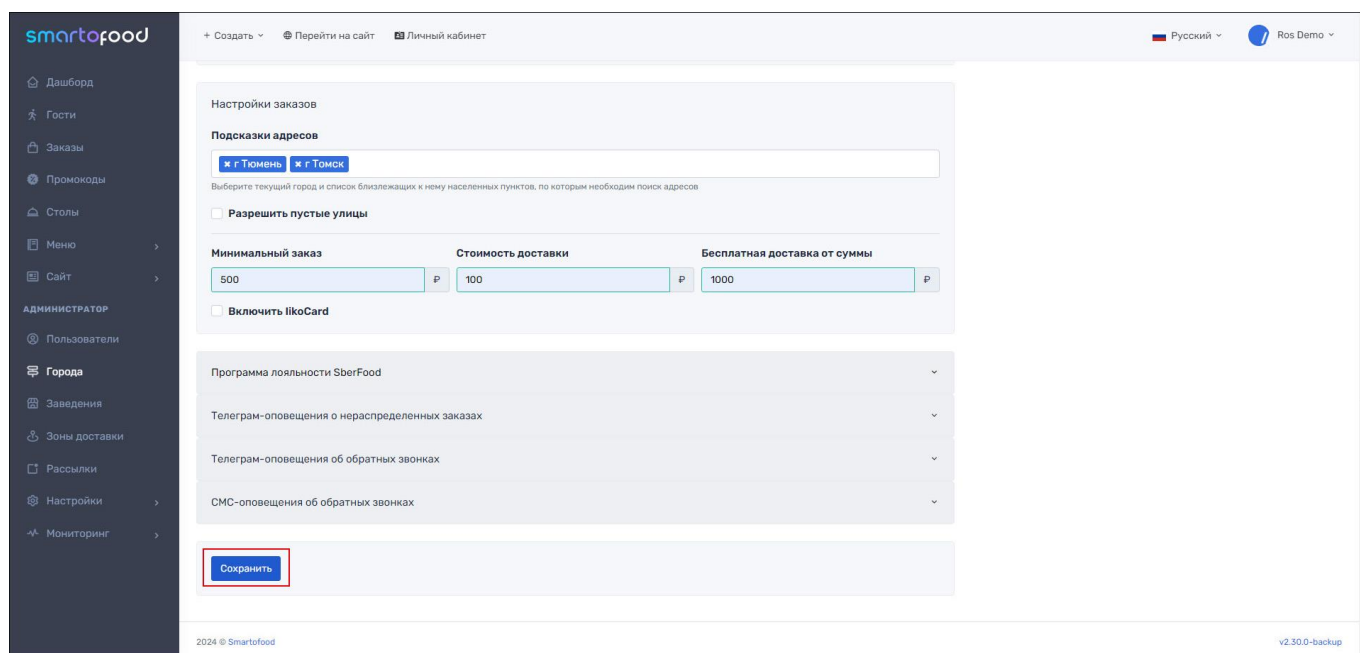 smartofood
+ Создать
Перейти на сайт
Личный кабинет
Русский
Ros Demo
Дашборд
Гости
Заказы
Промокоды
Столы
Меню
Сайт
АДМИНИСТРАТОР
Пользователи
Города
Заведения
Зоны доставки
Рассылки
Настройки
Мониторинг
Настройки заказов
Подсказки адресов
× г Тюмень × г Томск
Выберите текущий город и список близлежащих к нему населенных пунктов, по которым необходим поиск адресов
Разрешить пустые улицы
Минимальный заказ
Стоимость доставки
Бесплатная доставка от суммы
500 ₽
100 ₽
1000 ₽
Включить IikoCard
Программа лояльности SberFood
Телеграм-оповещения о нераспределенных заказах
Телеграм-оповещения об обратных звонках
СМС-оповещения об обратных звонках
Сохранить
2024 © Smartofood
v2.30.0-backup